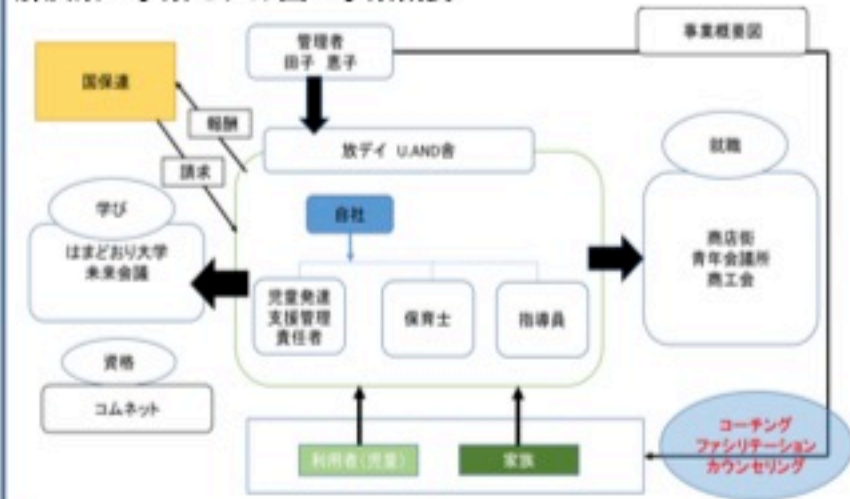 事業概要図
管理者
田子 恵子
国保連
報酬
請求
放デイ U.AND舎
就職
学び
はまどおり大学
未来会議
自社
商店街
青年会議所
商工会
児童発達
支援管理
責任者
保育士
指導員
資格
コムネット
コーチング
ファシリテーション
カウンセリング
利用者(児童)
家族